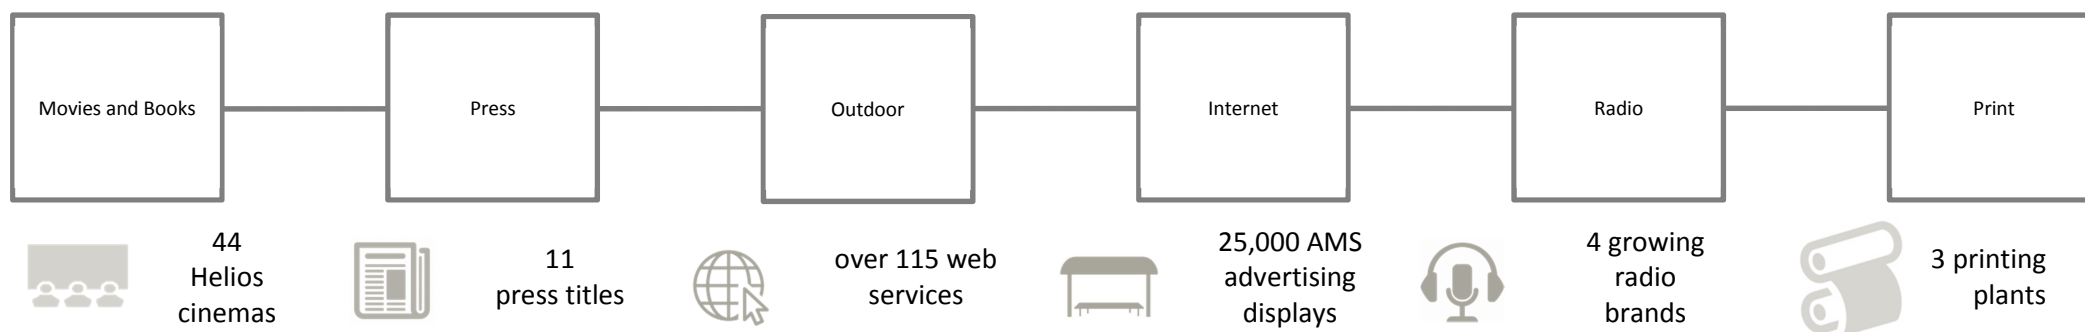 Movies and Books
Press
Outdoor
Internet
Radio
Print
44
Helios
cinemas
11
press titles
over 115 web
services
25,000 AMS
advertising
displays
4 growing
radio
brands
3 printing
plants